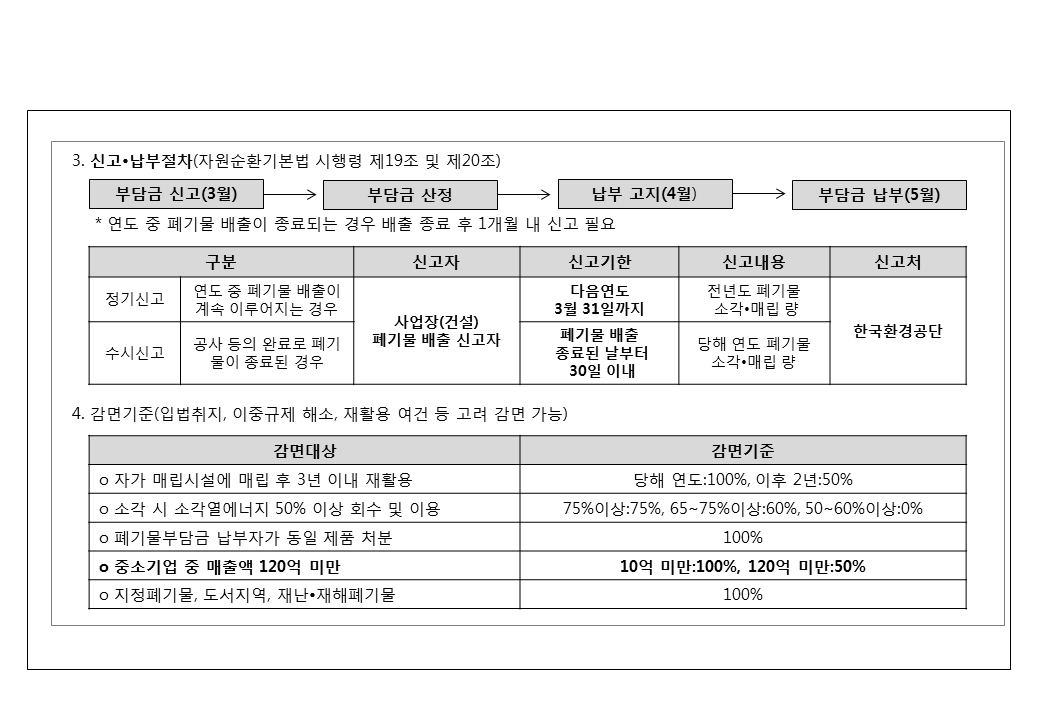 3. 신고•납부절차(자원순환기본법 시행령 제19조 및 제20조)
부담금 신고(3월) 부담금 산정 납부 고지(4월) 부담금 납부(5월)
* 연도 중 폐기물 배출이 종료되는 경우 배출 종료 후 1개월 내 신고 필요
구분 신고자 신고기한 신고내용 신고처
정기신고
연도 중 폐기물 배출이
계속 이루어지는 경우
사업장(건설)
폐기물 배출 신고자
다음연도
3월 31일까지
전년도 폐기물
소각•매립 량
한국환경공단
수시신고
공사 등의 완료로 폐기
물이 종료된 경우
폐기물 배출
종료된 날부터
30일 이내
당해 연도 폐기물
소각•매립 량
4. 감면기준(입법취지, 이중규제 해소, 재활용 여건 등 고려 감면 가능)
감면대상 감면기준
o 자가 매립시설에 매립 후 3년 이내 재활용 당해 연도:100%, 이후 2년:50%
o 소각 시 소각열에너지 50% 이상 회수 및 이용 75%이상:75%, 65~75%이상:60%, 50~60%이상:0%
o 폐기물부담금 납부자가 동일 제품 처분 100%
o 중소기업 중 매출액 120억 미만 10억 미만:100%, 120억 미만:50%
o 지정폐기물, 도서지역, 재난•재해폐기물 100%